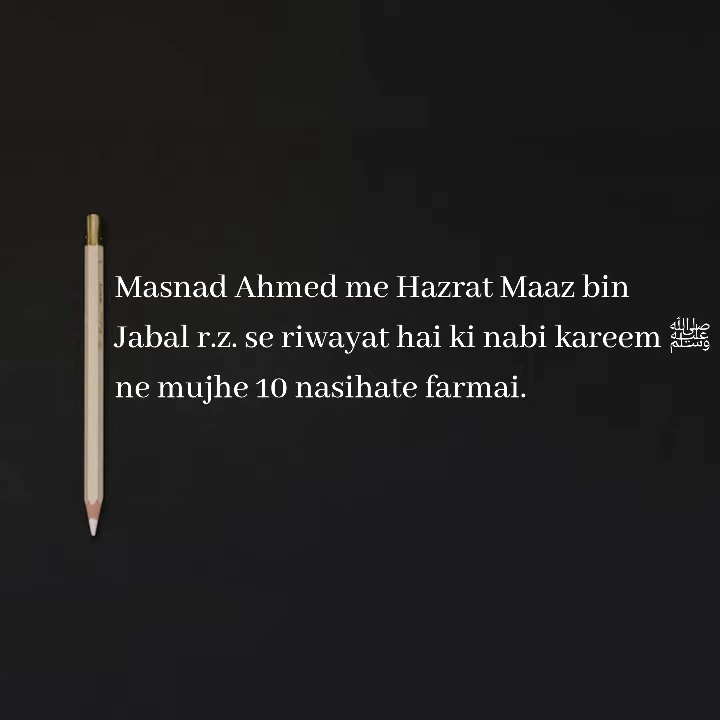 Masnad Ahmed me Hazrat Maaz bin
Jabal r.z. se riwayat hai ki nabi kareem ﷺ
ne mujhe 10 nasihate farmai.